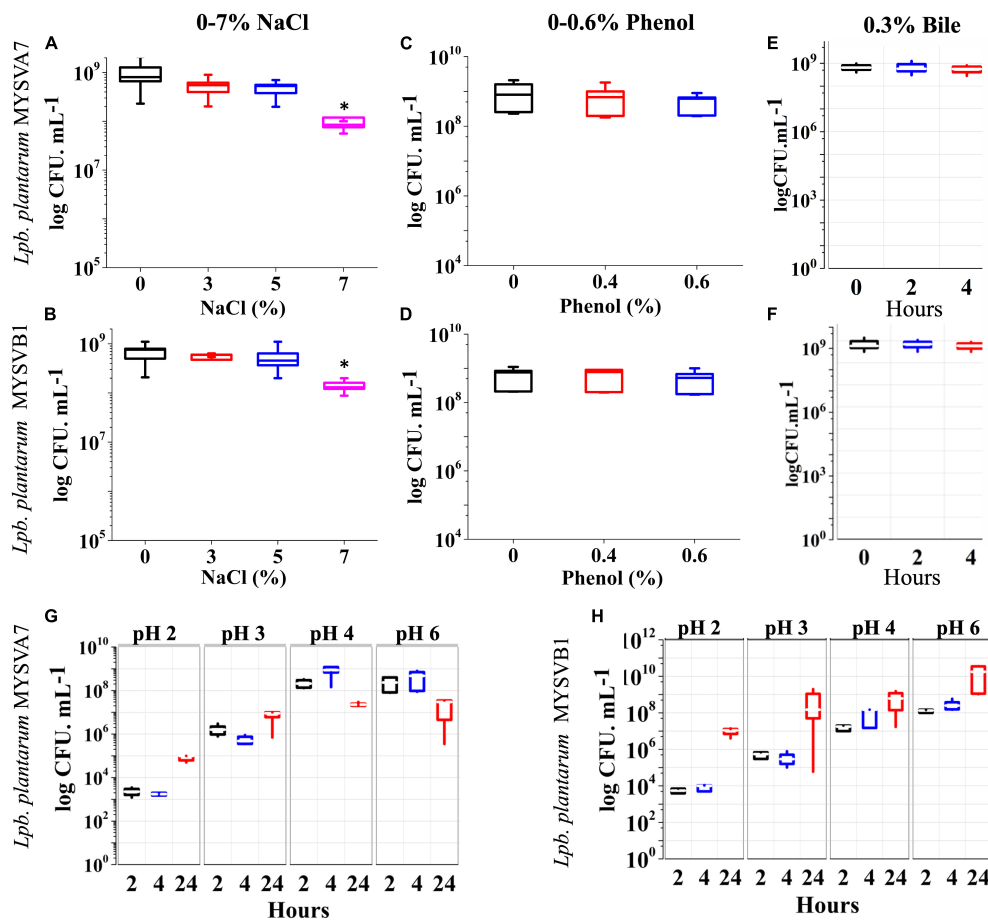 0-7% NaCl
0-0.6% Phenol
0.3% Bile
Lpb. plantarum MYSVA7
A
log CFU. mL-1
10^9
10^7
10^5
0 3 5 7
NaCl (%)
*
C
log CFU. mL-1
10^10
10^8
10^6
10^4
0 0.4 0.6
Phenol (%)
E
logCFU.mL-1
10^9
10^7
10^5
10^3
10^0
0 2 4
Hours
Lpb. plantarum MYSVB1
B
log CFU. mL-1
10^9
10^7
10^5
0 3 5 7
NaCl (%)
*
D
log CFU. mL-1
10^10
10^8
10^6
10^4
0 0.4 0.6
Phenol (%)
F
logCFU.mL-1
10^9
10^7
10^5
10^3
10^0
0 2 4
Hours
Lpb. plantarum MYSVA7
G
pH 2 pH 3 pH 4 pH 6
log CFU. mL-1
10^10
10^8
10^6
10^4
10^2
10^0
2 4 24 2 4 24 2 4 24 2 4 24
Hours
Lpb. plantarum MYSVB1
H
pH 2 pH 3 pH 4 pH 6
log CFU. mL-1
10^12
10^10
10^8
10^6
10^4
10^2
10^0
2 4 24 2 4 24 2 4 24 2 4 24
Hours